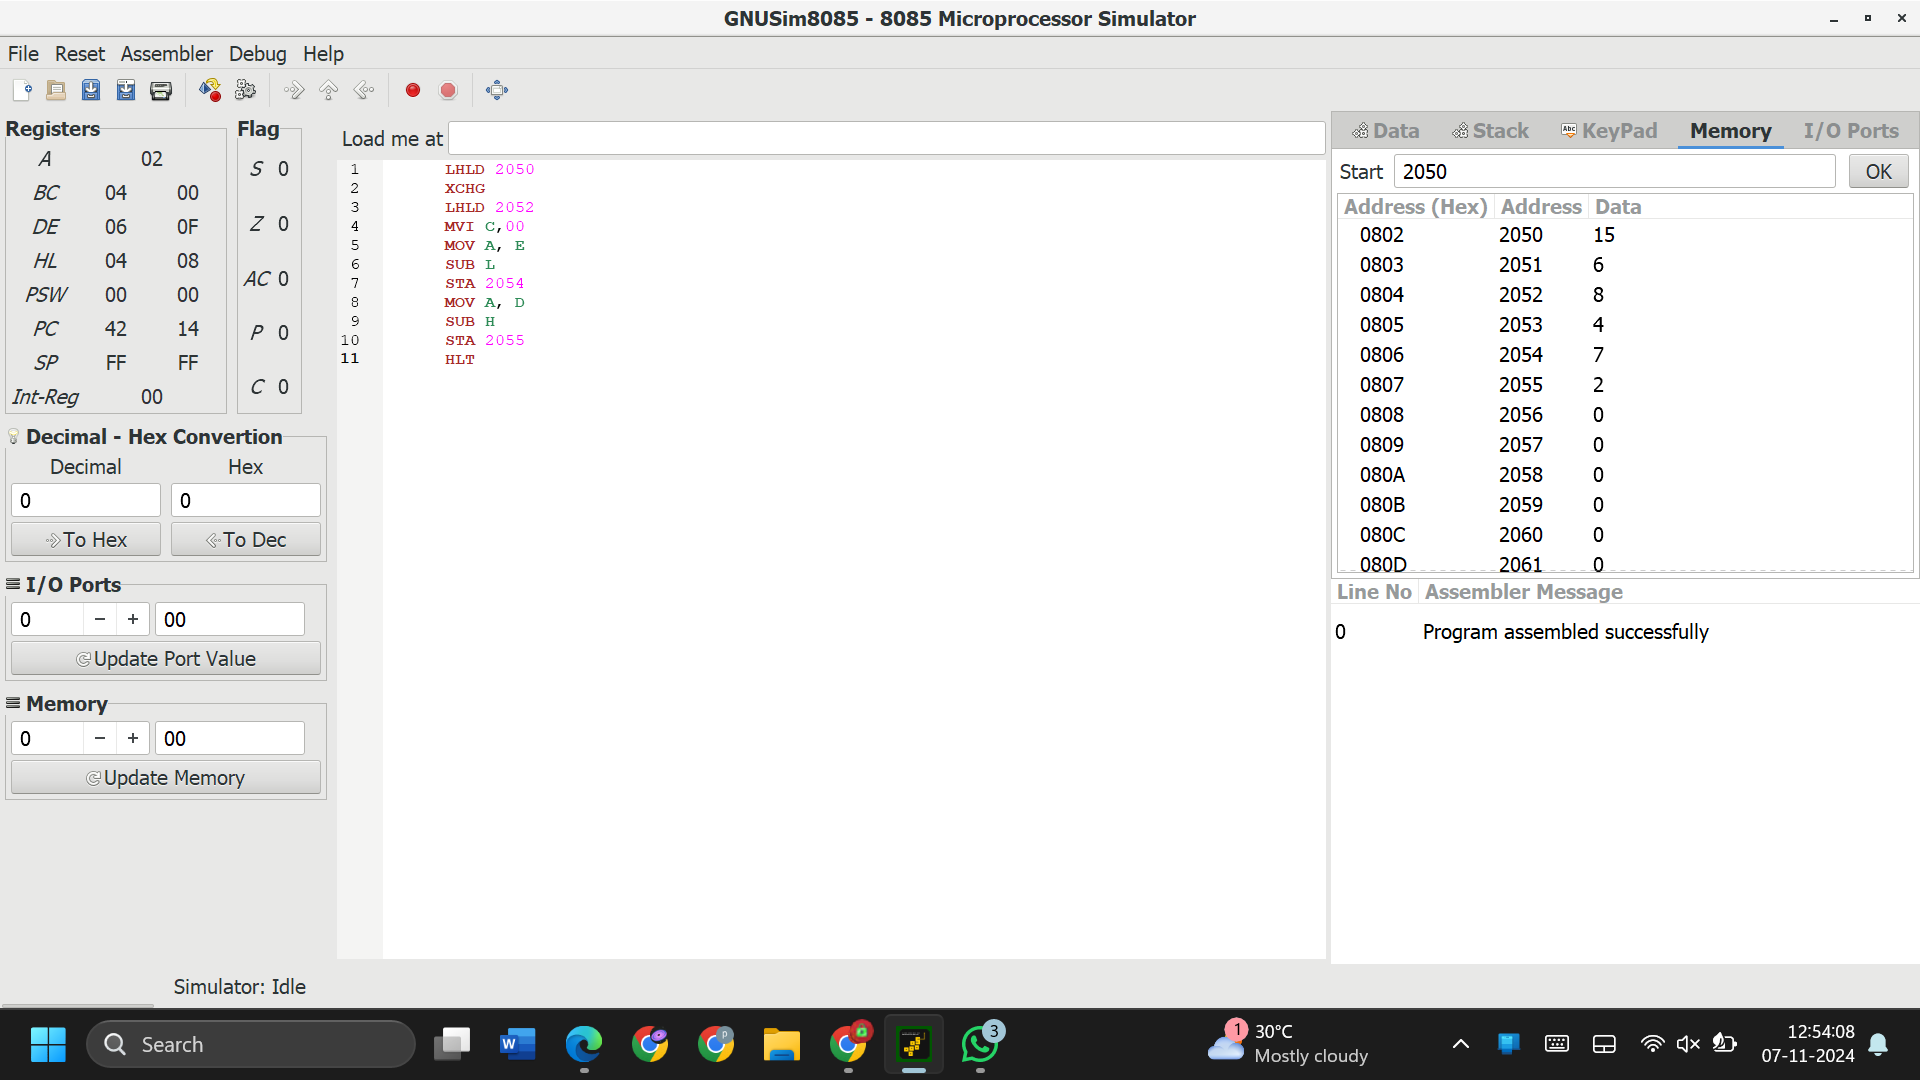 GNUSim8085 - 8085 Microprocessor Simulator
File Reset Assembler Debug Help
Registers
A 02
BC 04 00
DE 06 0F
HL 04 08
PSW 00 00
PC 42 14
SP FF FF
Int-Reg 00
Flag
S 0
Z 0
AC 0
P 0
C 0
Decimal - Hex Convertion
Decimal Hex
0 0
To Hex To Dec
I/O Ports
0 − + 00
Update Port Value
Memory
0 − + 00
Update Memory
Load me at
1 LHLD 2050
2 XCHG
3 LHLD 2052
4 MVI C,00
5 MOV A, E
6 SUB L
7 STA 2054
8 MOV A, D
9 SUB H
10 STA 2055
11 HLT
Data Stack Abc KeyPad Memory I/O Ports
Start 2050 OK
Address (Hex) Address Data
0802 2050 15
0803 2051 6
0804 2052 8
0805 2053 4
0806 2054 7
0807 2055 2
0808 2056 0
0809 2057 0
080A 2058 0
080B 2059 0
080C 2060 0
080D 2061 0
Line No Assembler Message
0 Program assembled successfully
Simulator: Idle
Search
W
P
3
1
30°C
Mostly cloudy
12:54:08
07-11-2024